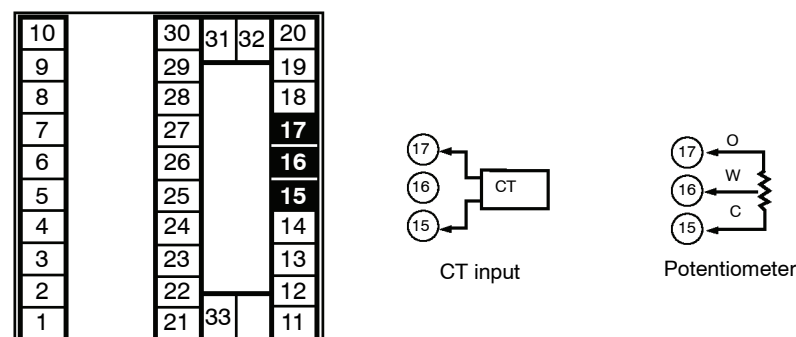 10 30 31 32 20
9 29 19
8 28 18
7 27 17
6 26 16
5 25 15
4 24 14
3 23 13
2 22 12
1 21 33 11
17
16 CT
15
CT input
17 O
16 W
15 C
Potentiometer